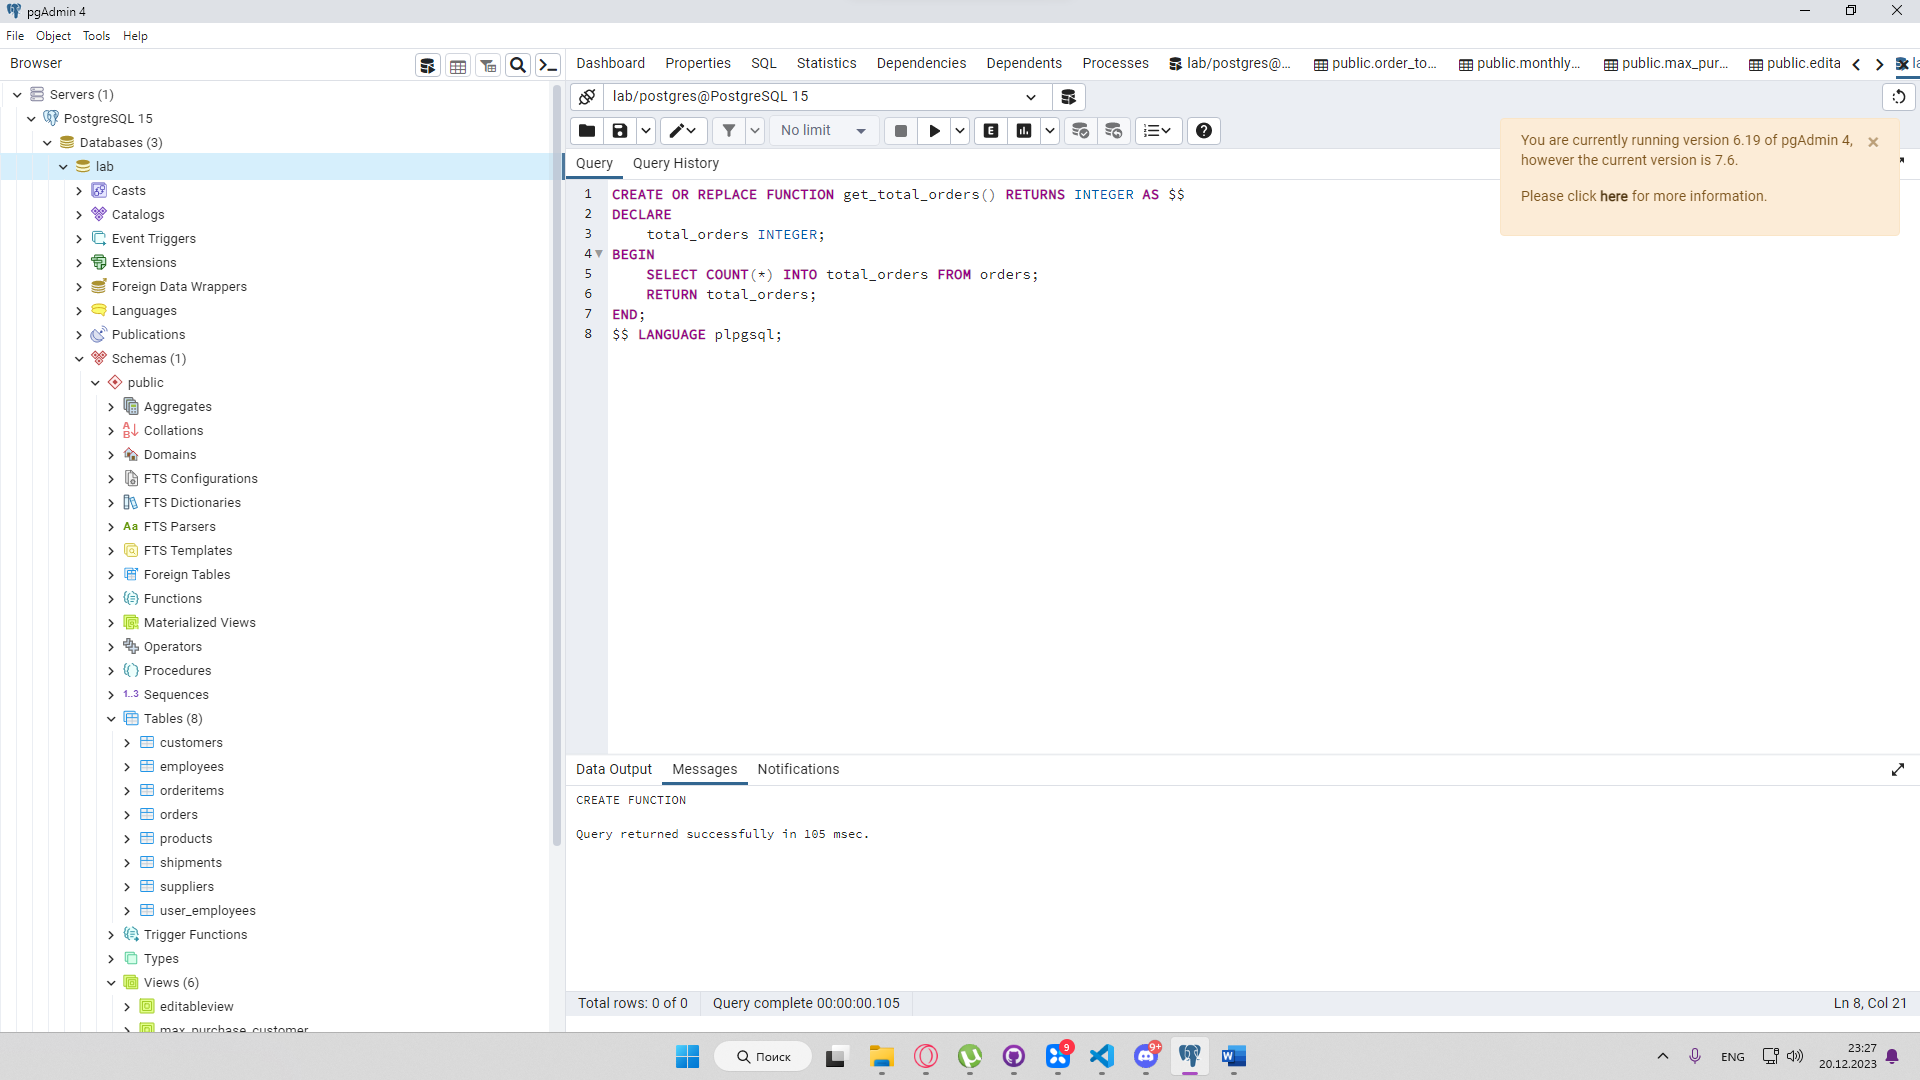 pgAdmin 4
File Object Tools Help
Browser
Dashboard Properties SQL Statistics Dependencies Dependents Processes lab/postgres@... public.order_to... public.monthly... public.max_pur... public.edita
Servers (1)
PostgreSQL 15
Databases (3)
lab
Casts
Catalogs
Event Triggers
Extensions
Foreign Data Wrappers
Languages
Publications
Schemas (1)
public
Aggregates
Collations
Domains
FTS Configurations
FTS Dictionaries
Aa FTS Parsers
FTS Templates
Foreign Tables
Functions
Materialized Views
Operators
Procedures
1..3 Sequences
Tables (8)
customers
employees
orderitems
orders
products
shipments
suppliers
user_employees
Trigger Functions
Types
Views (6)
editableview
max_purchase_customer
lab/postgres@PostgreSQL 15
No limit
E
You are currently running version 6.19 of pgAdmin 4,
however the current version is 7.6.
Please click here for more information.
Query Query History
1 CREATE OR REPLACE FUNCTION get_total_orders() RETURNS INTEGER AS $$
2 DECLARE
3 total_orders INTEGER;
4 BEGIN
5 SELECT COUNT(*) INTO total_orders FROM orders;
6 RETURN total_orders;
7 END;
8 $$ LANGUAGE plpgsql;
Data Output Messages Notifications
CREATE FUNCTION
Query returned successfully in 105 msec.
Total rows: 0 of 0 Query complete 00:00:00.105 Ln 8, Col 21
Поиск 9 9+ W ENG 23:27
20.12.2023